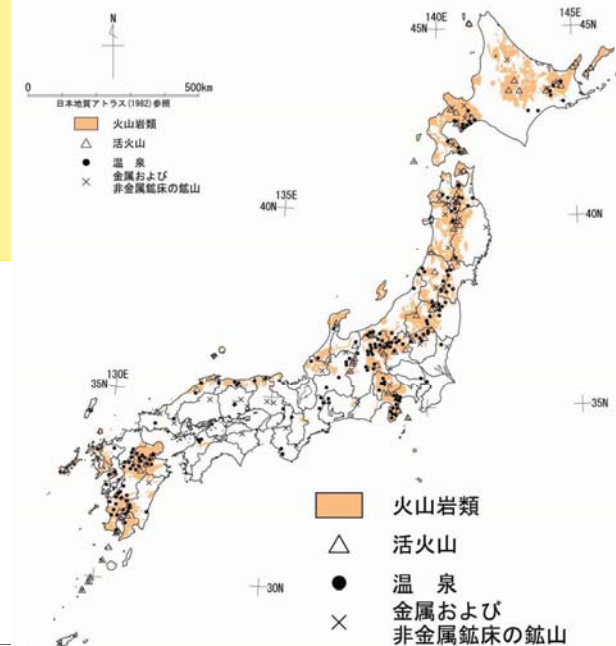 N
0 500km
日本地質アトラス(1982)参照
火山岩類
活火山
温 泉
金属および
非金属鉱床の鉱山
140E
45N
145E
45N
135E
40N
40N
130E
35N
35N
30N
火山岩類
活火山
温 泉
金属および
非金属鉱床の鉱山